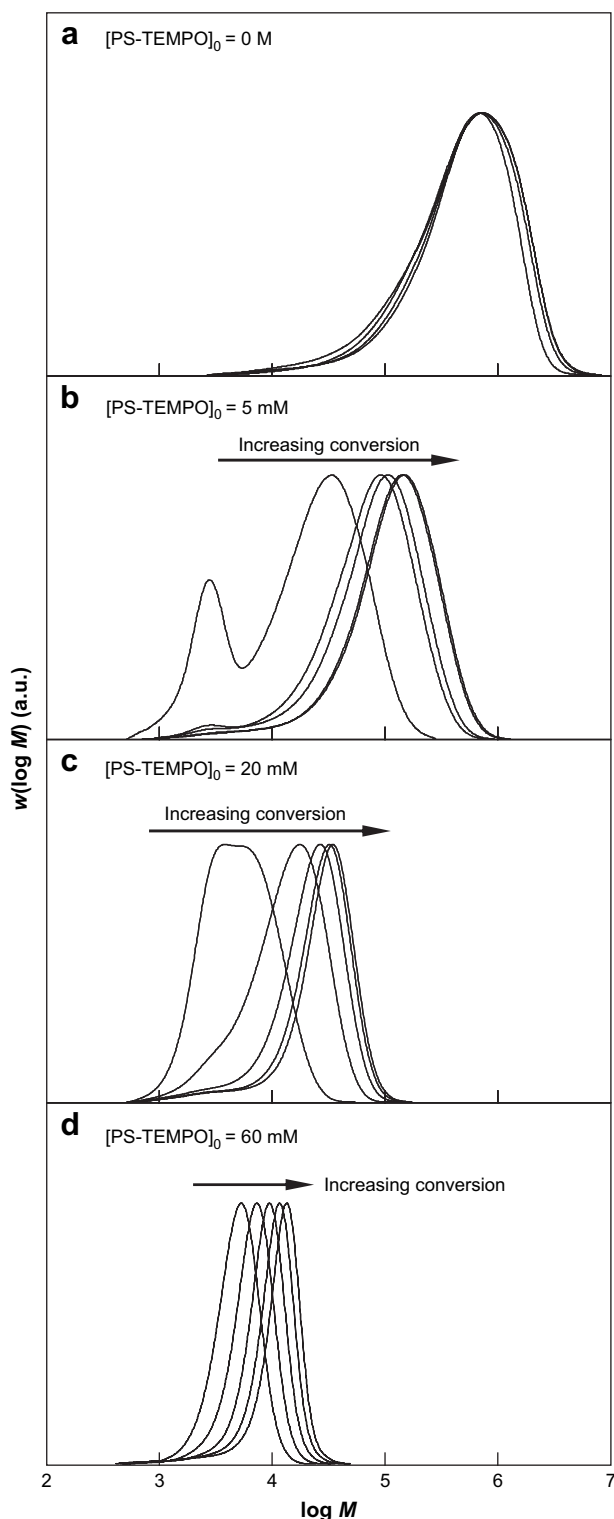 a
[PS-TEMPO]0 = 0 M
b
[PS-TEMPO]0 = 5 mM
Increasing conversion
w(log M) (a.u.)
c
[PS-TEMPO]0 = 20 mM
Increasing conversion
d
[PS-TEMPO]0 = 60 mM
Increasing conversion
2 3 4 5 6 7
log M